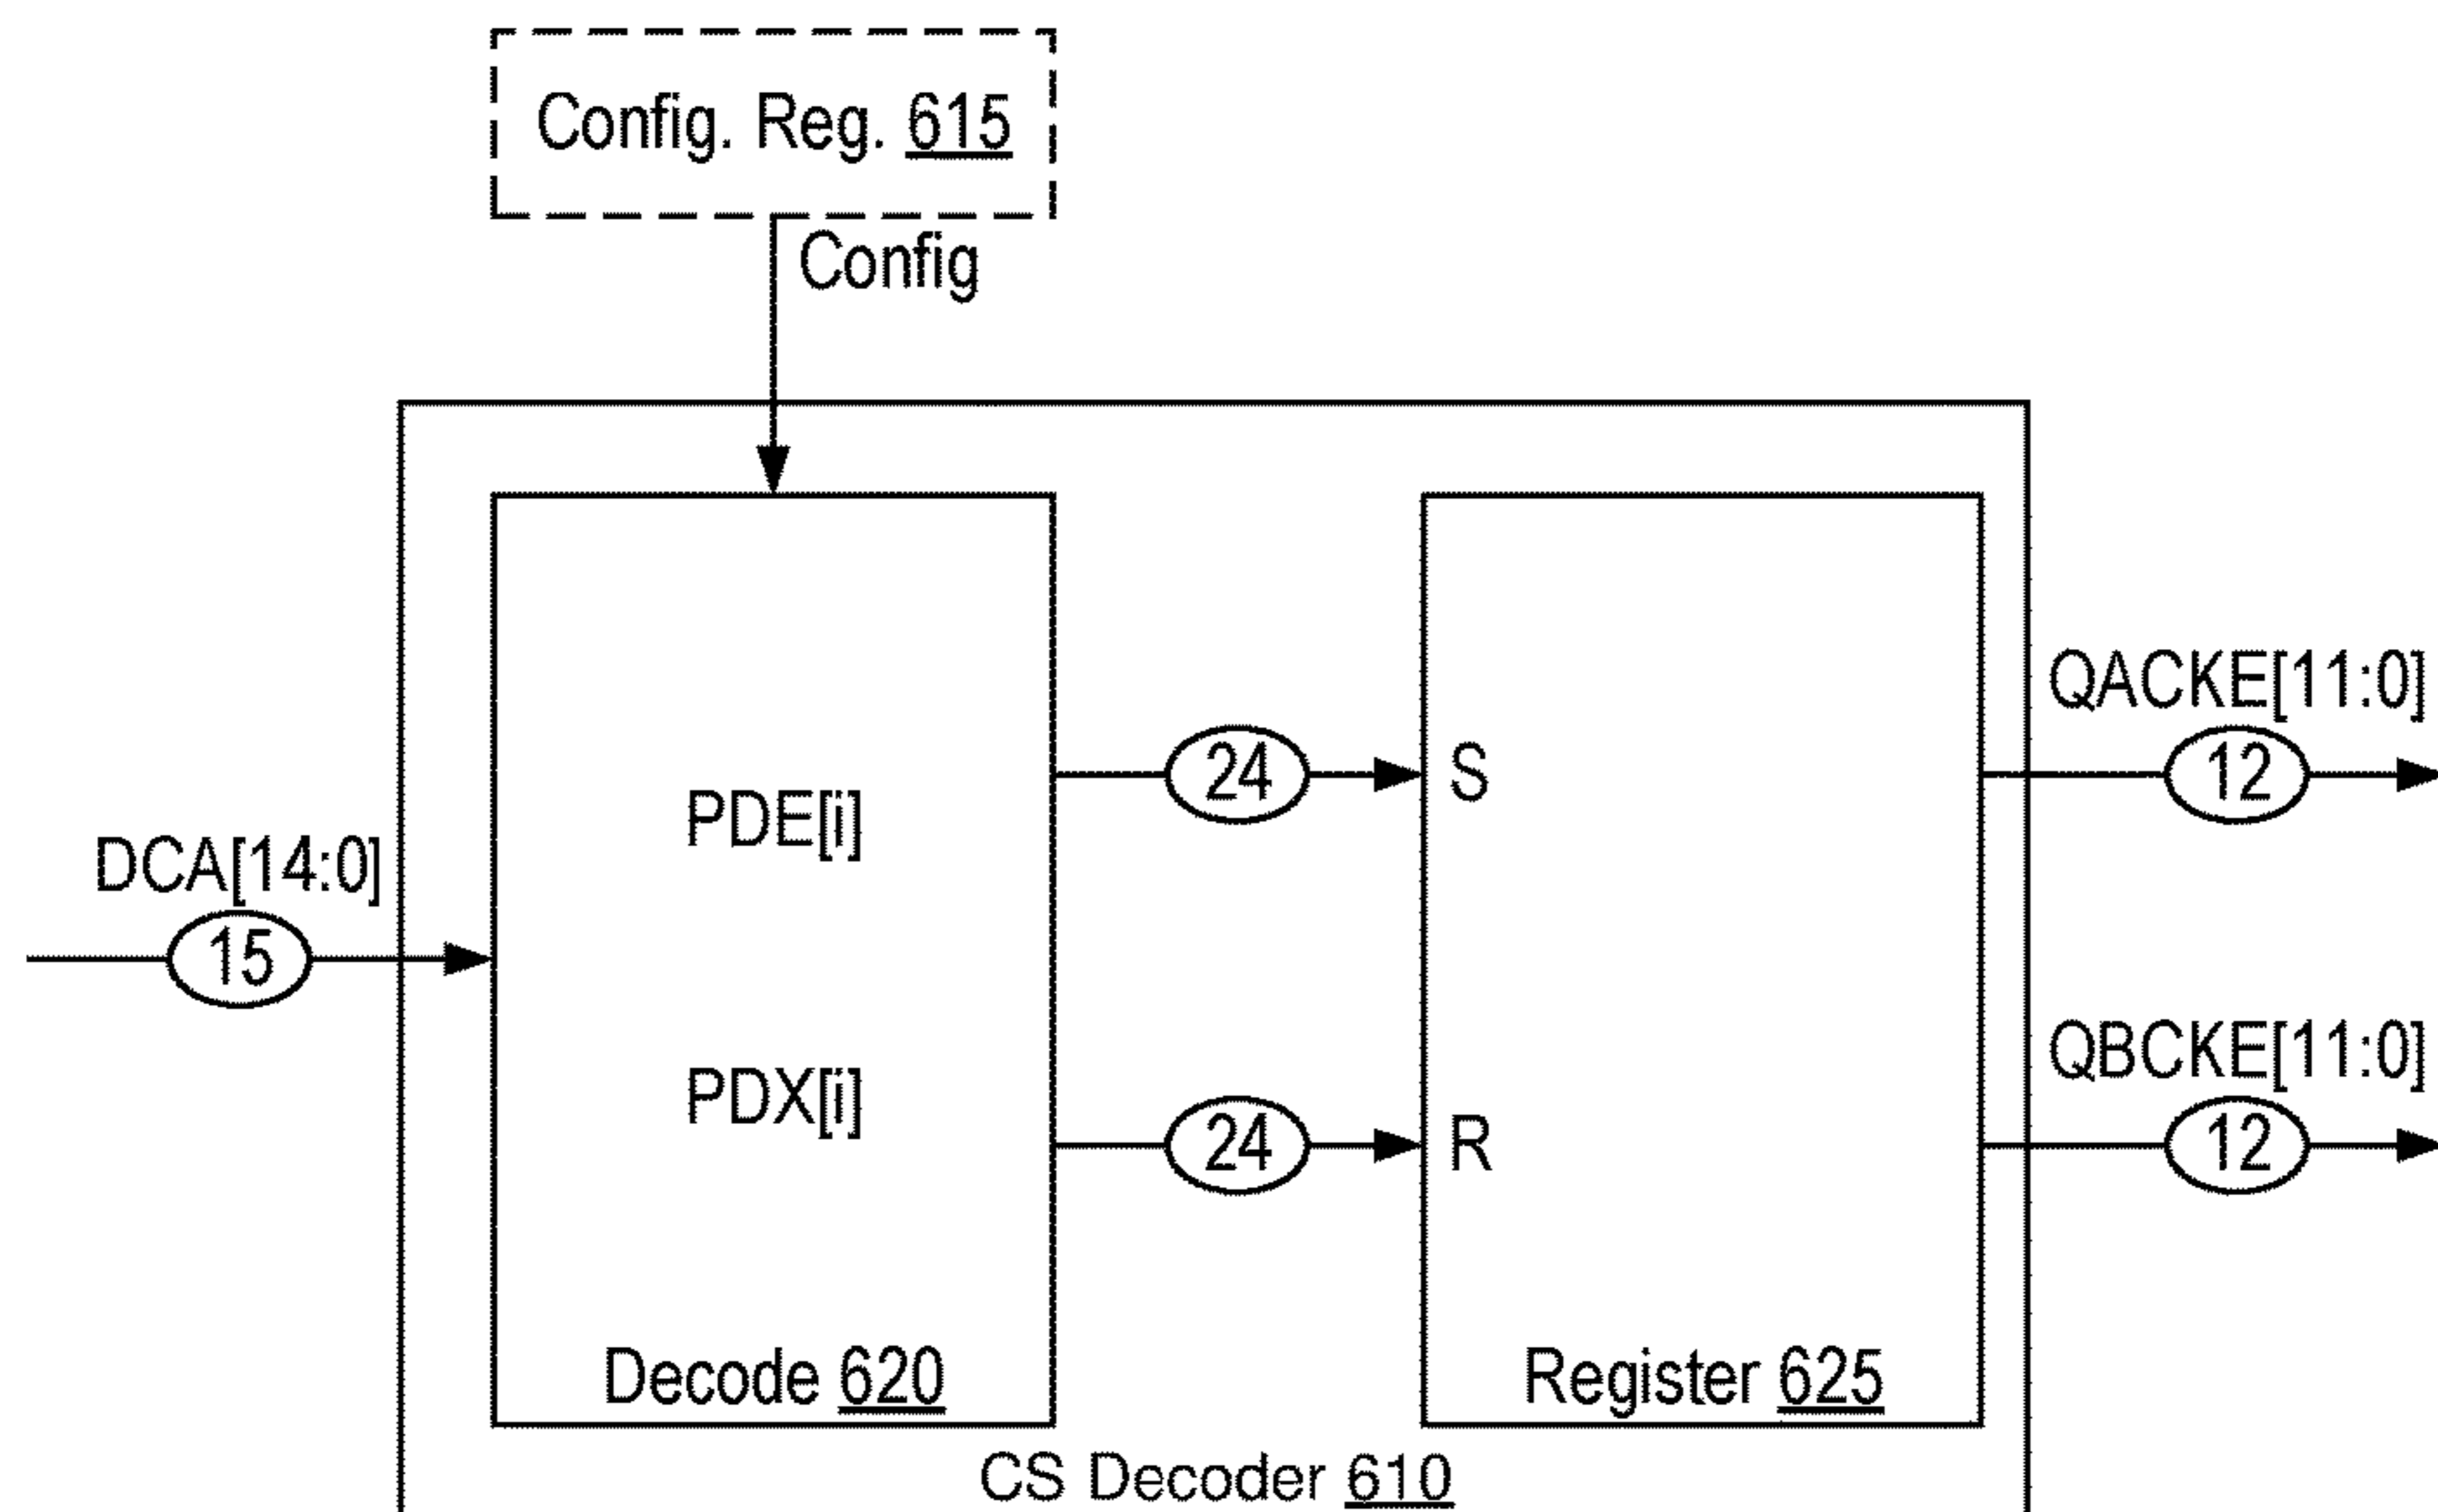 Config. Reg. 615
Config
QACKE[11:0]
PDE[i]
24
S
12
DCA[14:0]
15
QBCKE[11:0]
PDX[i]
24
R
12
Decode 620
Register 625
CS Decoder 610